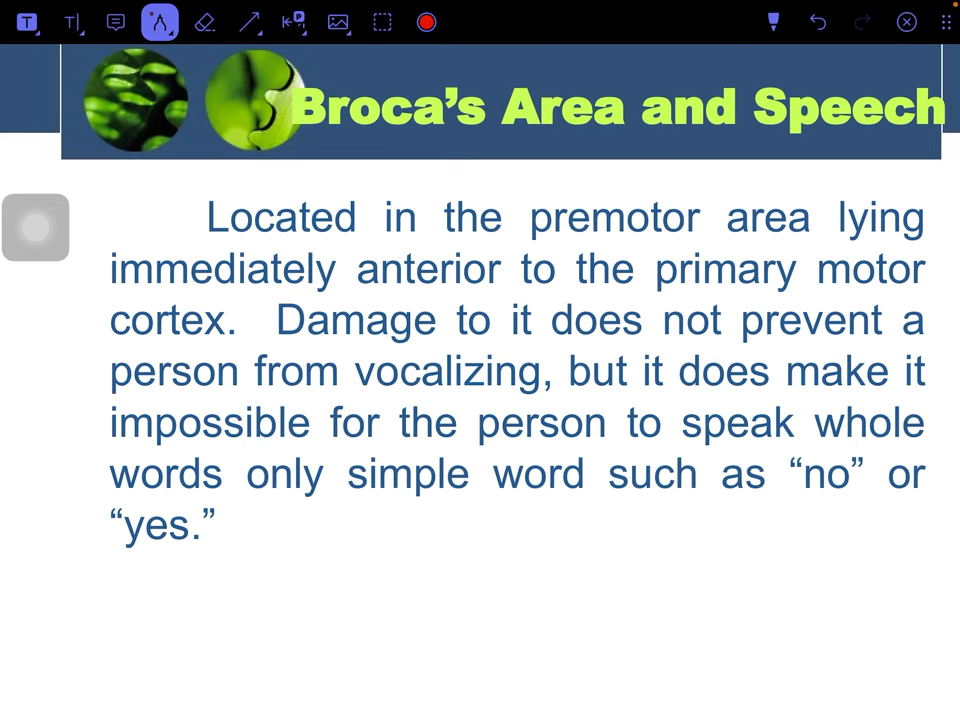 Broca’s Area and Speech
Located in the premotor area lying
immediately anterior to the primary motor
cortex. Damage to it does not prevent a
person from vocalizing, but it does make it
impossible for the person to speak whole
words only simple word such as “no” or
“yes.”